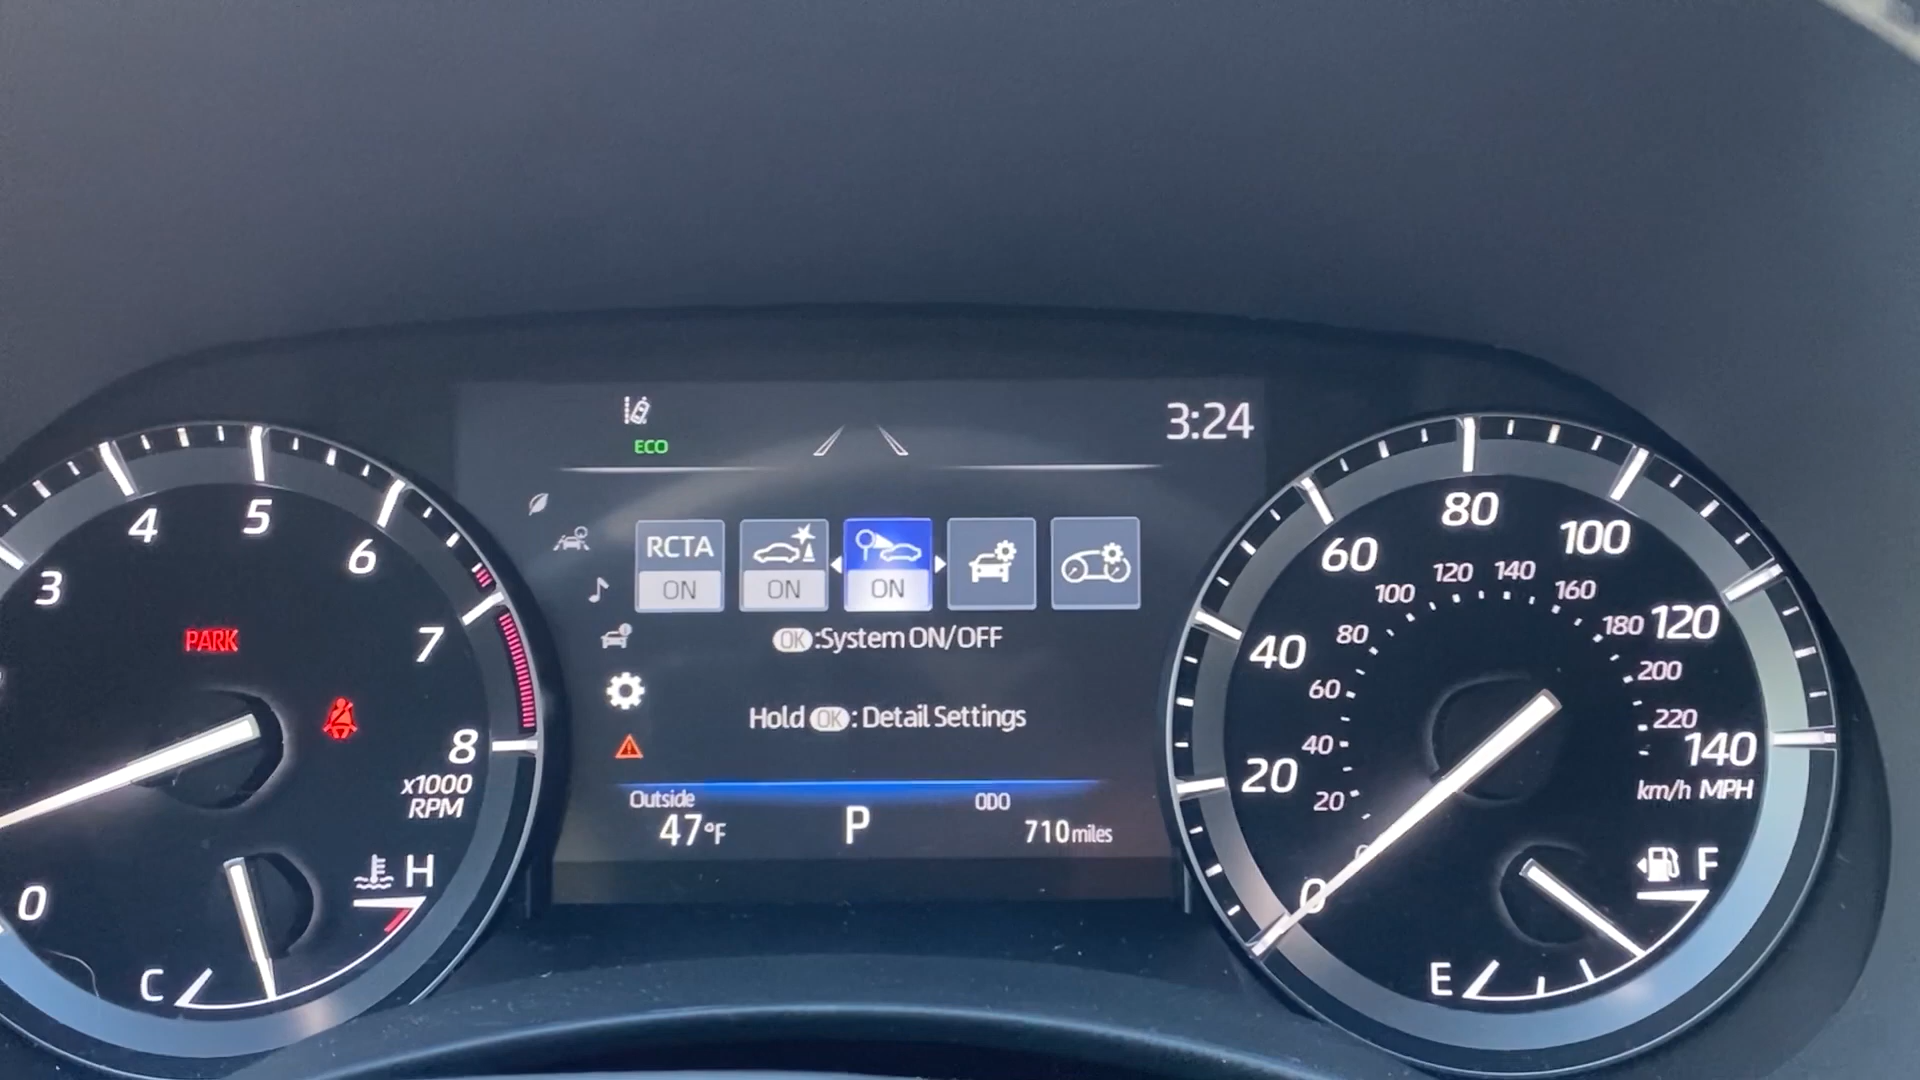 3:24
ECO
RCTA
ON
ON
ON
OK:System ON/OFF
Hold OK: Detail Settings
Outside
47°F
P
ODO
710 miles
3
4
5
6
7
8
x1000
RPM
PARK
0
C
H
0
20
40
60
80
100
120
140
km/h MPH
0
20
40
60
80
100
120
140
160
180
200
220
E
F